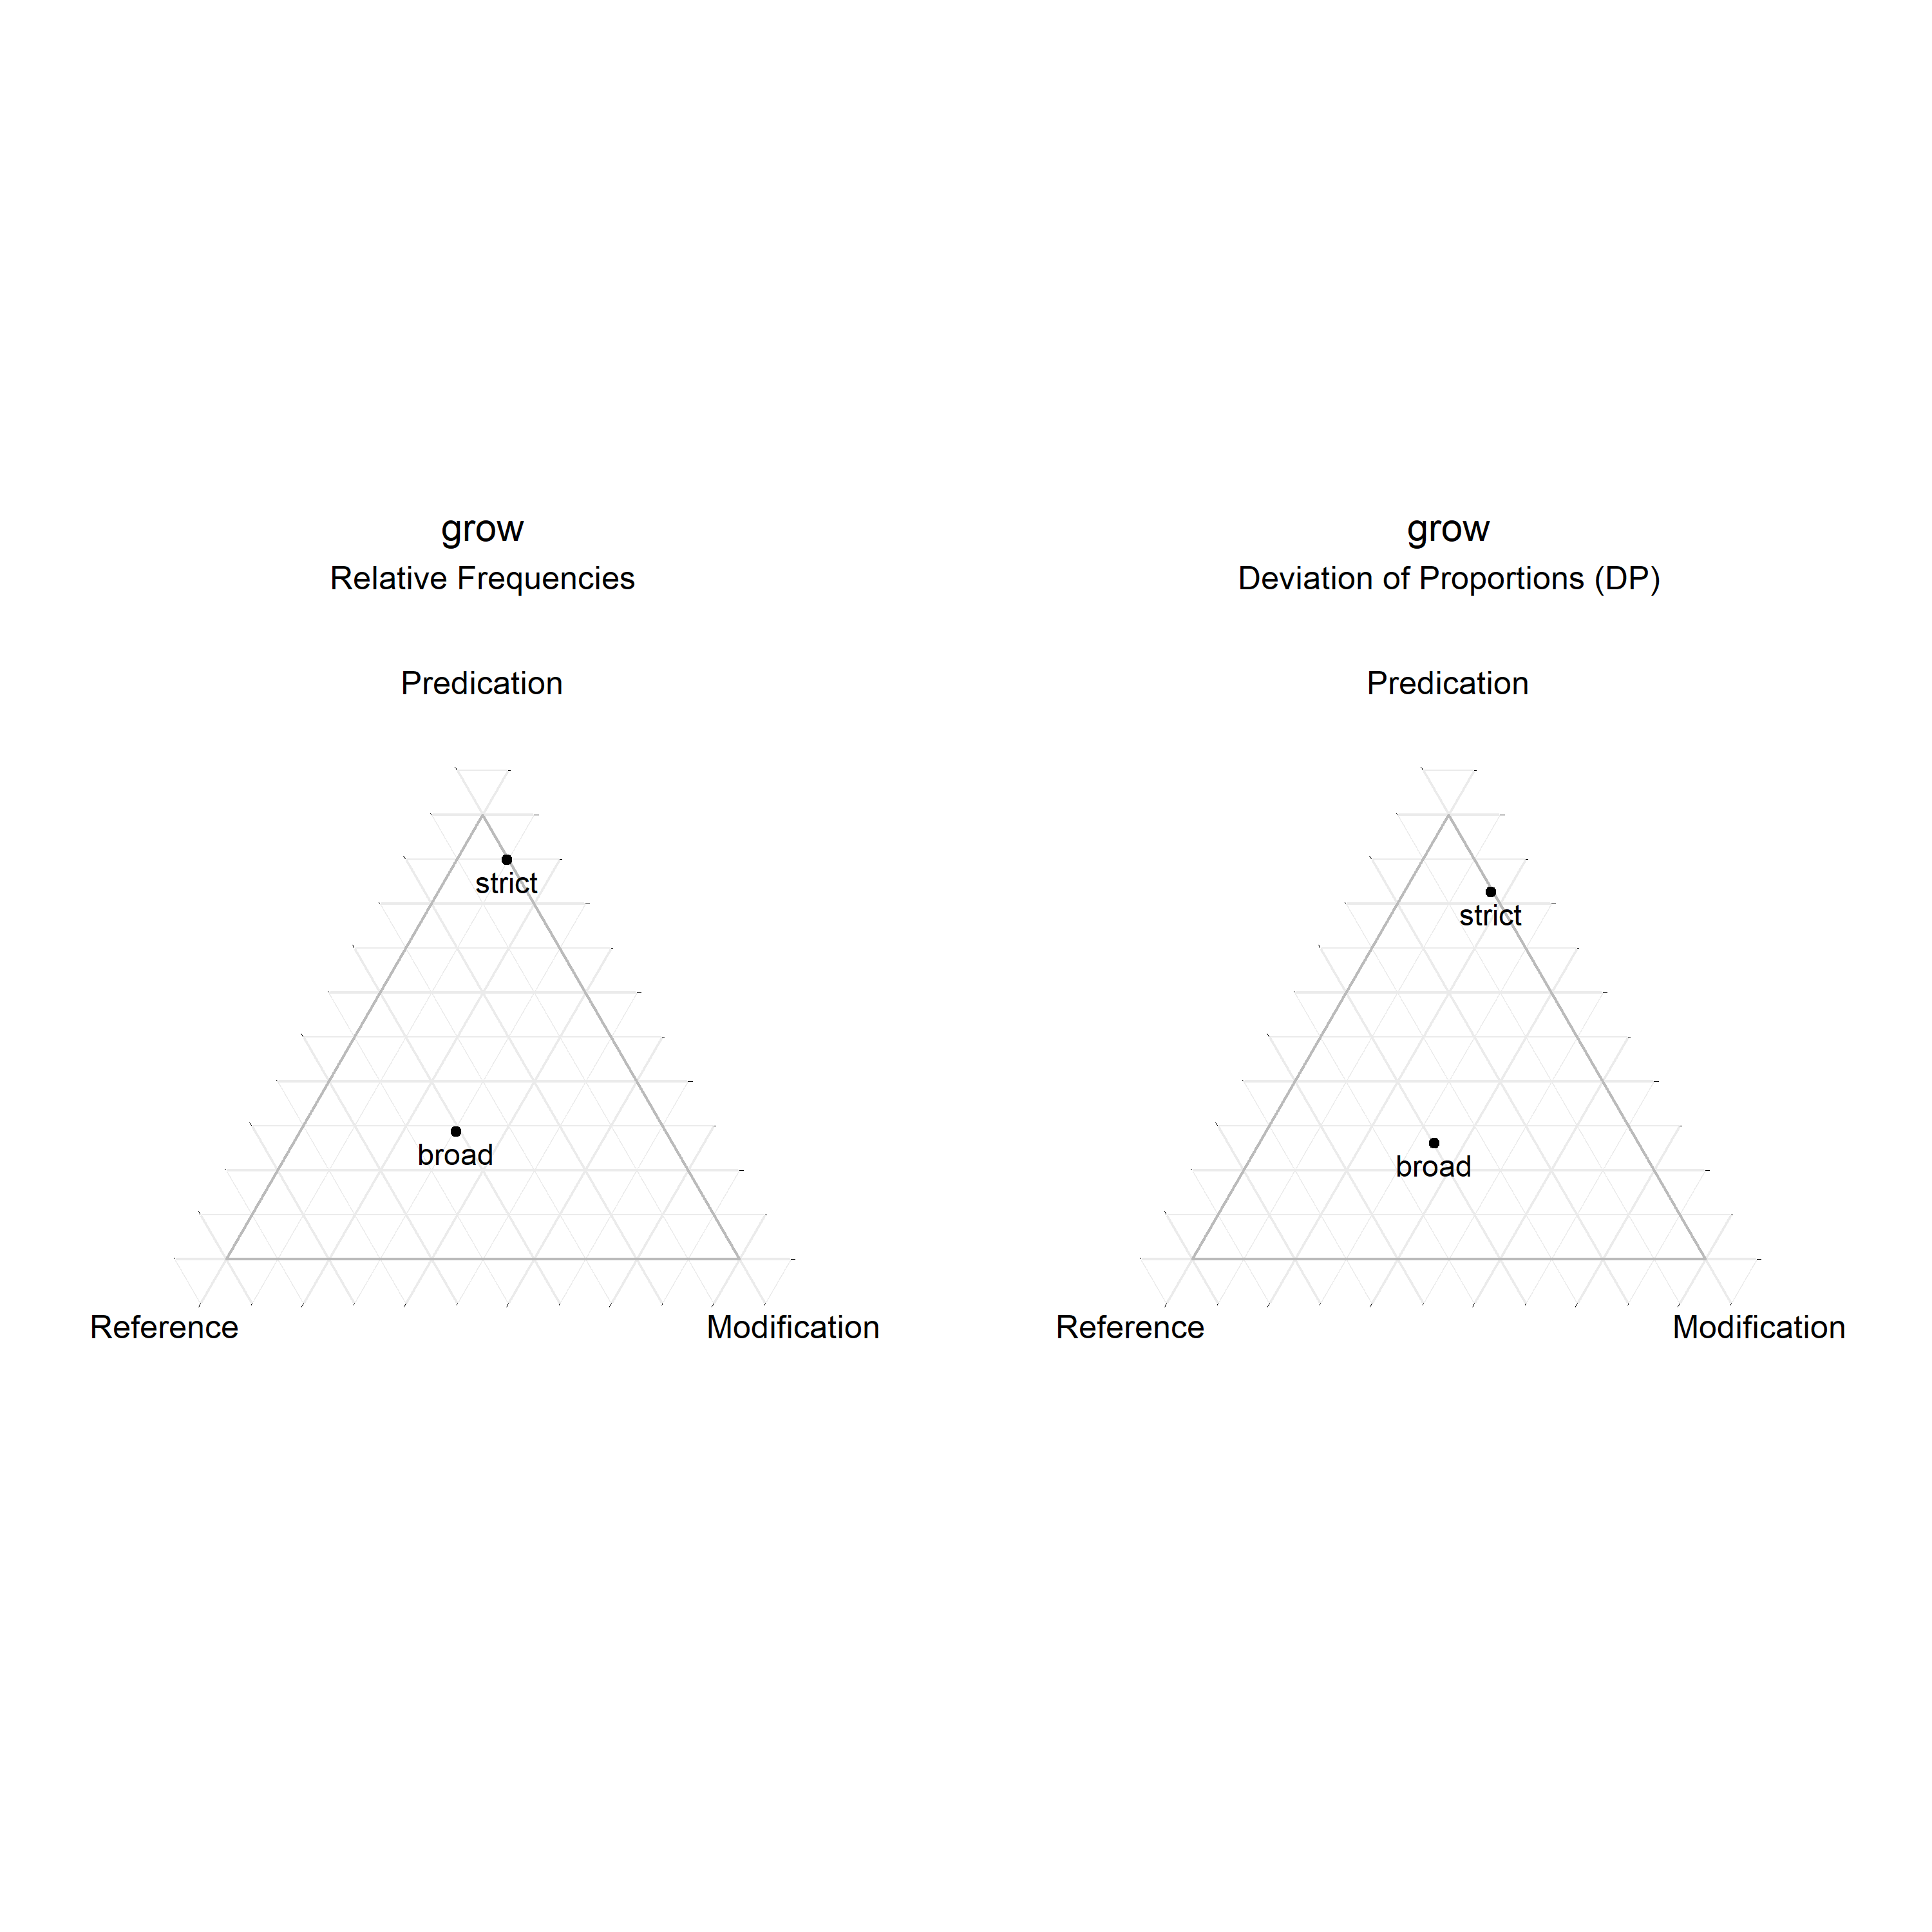 grow
Relative Frequencies
Predication
strict
broad
Reference
Modification
grow
Deviation of Proportions (DP)
Predication
strict
broad
Reference
Modification